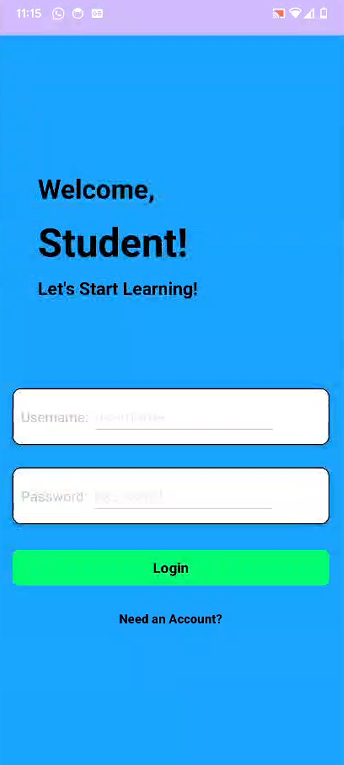 11:15
Welcome,
Student!
Let's Start Learning!
Username:
Password:
Login
Need an Account?